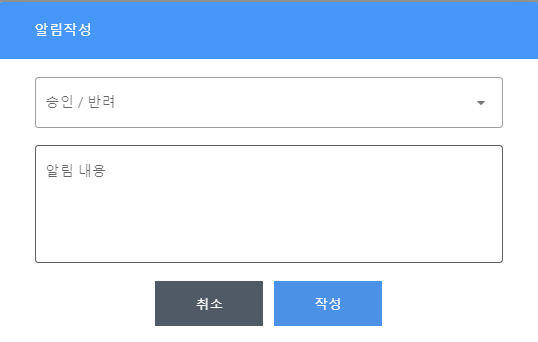 알림작성
승인 / 반려
알림 내용
취소
작성